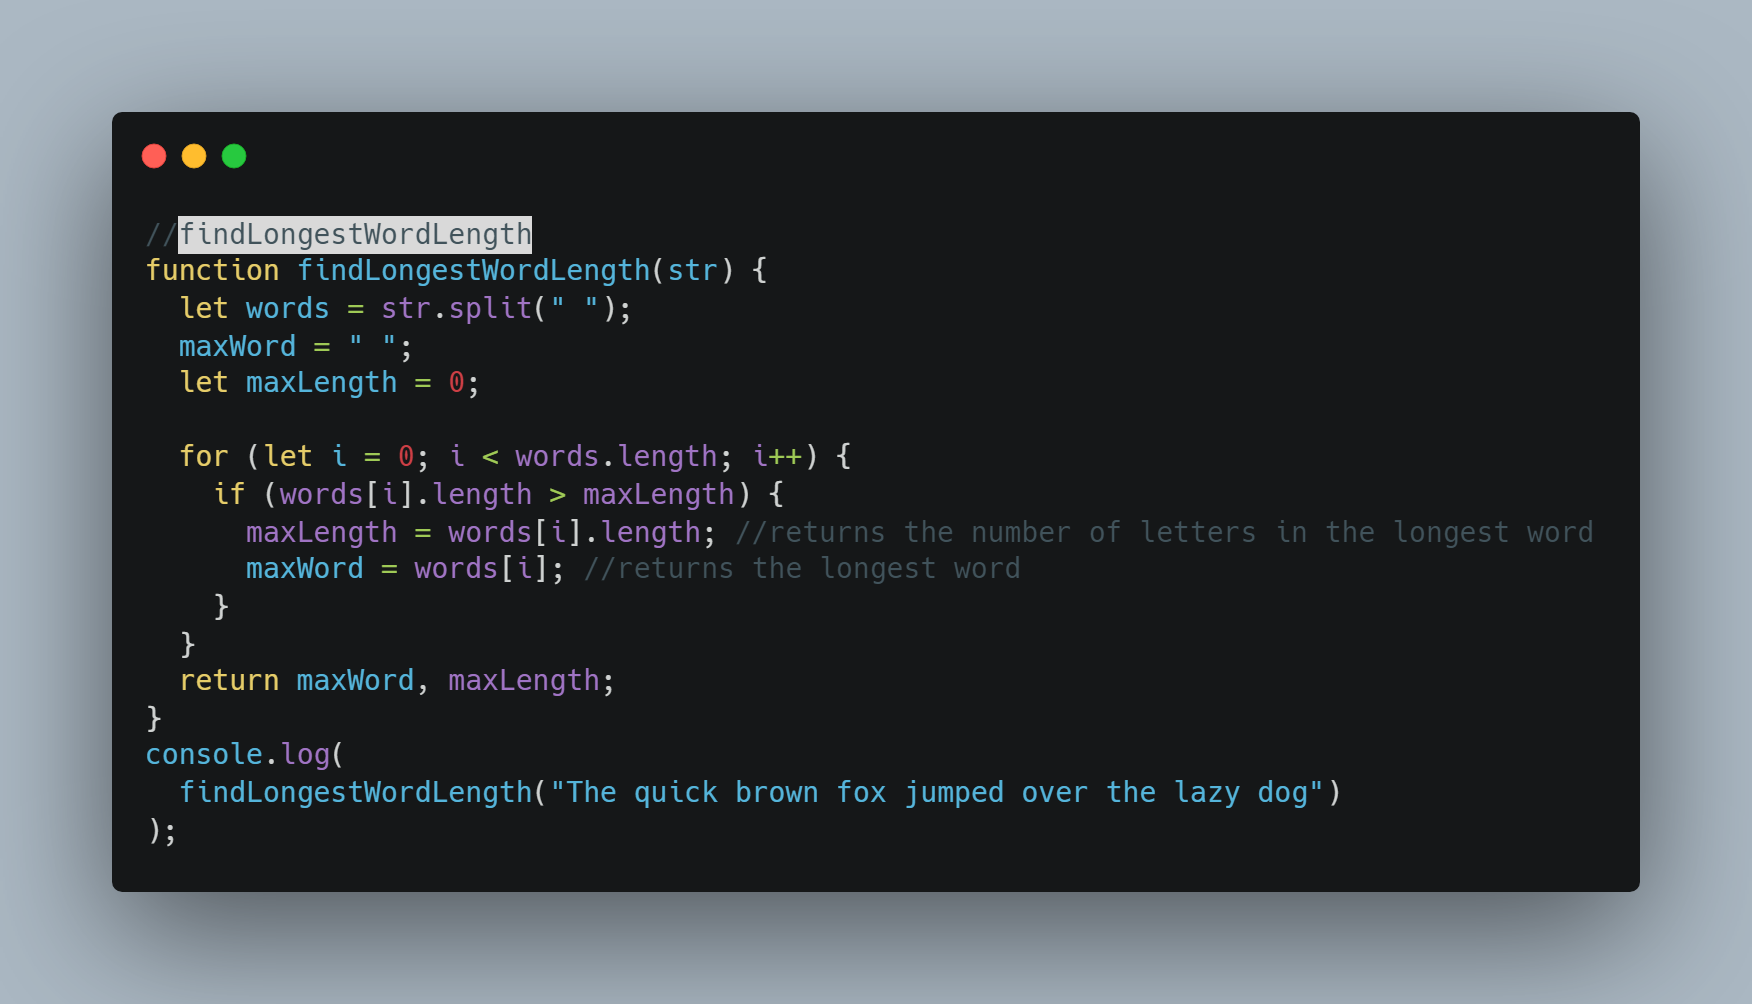 //findLongestWordLength
function findLongestWordLength(str) {
  let words = str.split(" ");
  maxWord = " ";
  let maxLength = 0;

  for (let i = 0; i < words.length; i++) {
    if (words[i].length > maxLength) {
      maxLength = words[i].length; //returns the number of letters in the longest word
      maxWord = words[i]; //returns the longest word
    }
  }
  return maxWord, maxLength;
}
console.log(
  findLongestWordLength("The quick brown fox jumped over the lazy dog")
);